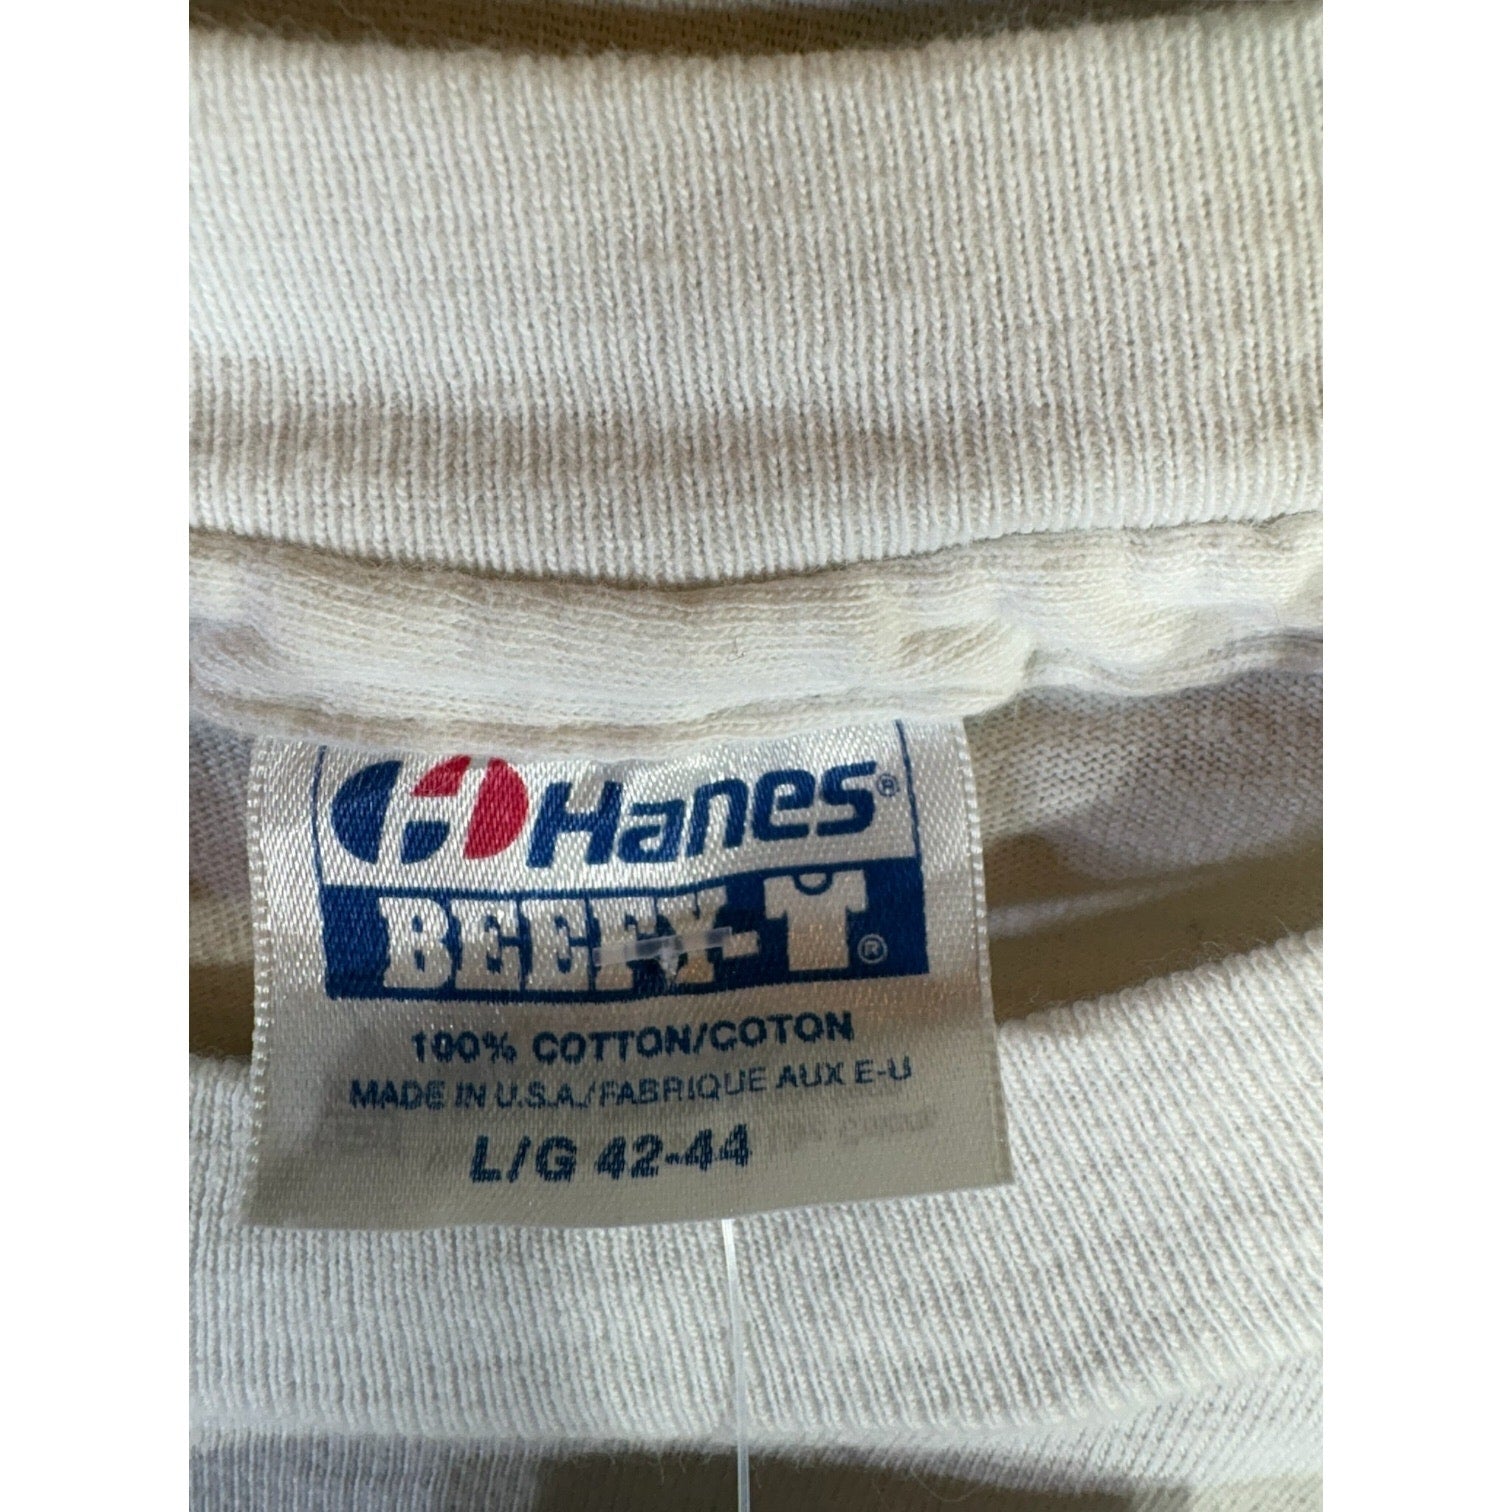 Hanes®
BEEFY-T®
100% COTTON/COTON
MADE IN U.S.A./FABRIQUE AUX E-U
L/G 42-44